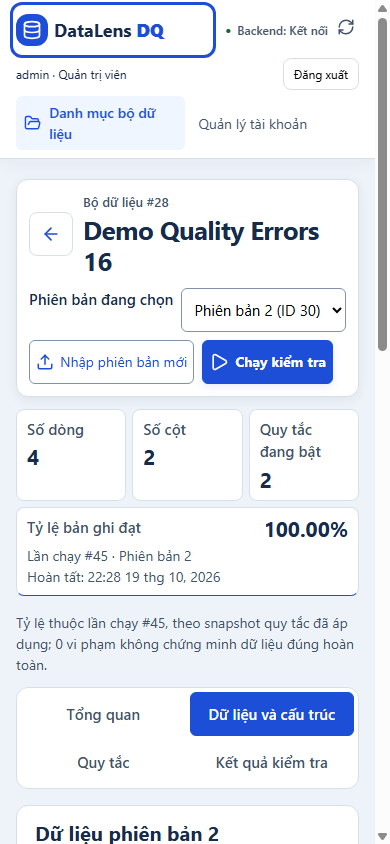 DataLens DQ
Backend: Kết nối
admin · Quản trị viên
Đăng xuất
Danh mục bộ dữ
liệu
Quản lý tài khoản
Bộ dữ liệu #28
Demo Quality Errors
16
Phiên bản đang chọn
Phiên bản 2 (ID 30)
Nhập phiên bản mới
Chạy kiểm tra
Số dòng
4
Số cột
2
Quy tắc
đang bật
2
Tỷ lệ bản ghi đạt
100.00%
Lần chạy #45 · Phiên bản 2
Hoàn tất: 22:28 19 thg 10, 2026
Tỷ lệ thuộc lần chạy #45, theo snapshot quy tắc đã áp
dụng; 0 vi phạm không chứng minh dữ liệu đúng hoàn
toàn.
Tổng quan
Dữ liệu và cấu trúc
Quy tắc
Kết quả kiểm tra
Dữ liệu phiên bản 2